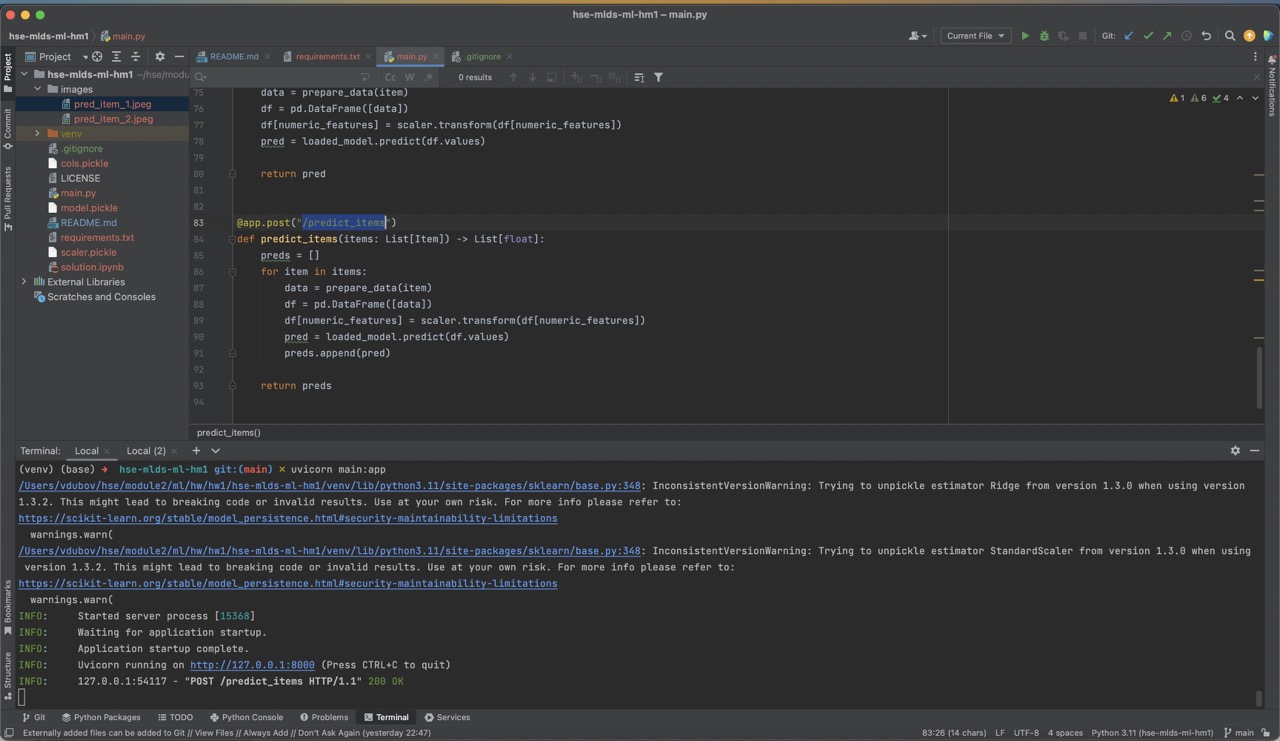 hse-mlds-ml-hm1 – main.py
hse-mlds-ml-hm1 main.py
Current File
Git:
Project
README.md
requirements.txt
main.py
.gitignore
Cc W .* 0 results
Project
Commit
Pull Requests
Bookmarks
Structure
Notifications
hse-mlds-ml-hm1 ~/hse/modu
images
pred_item_1.jpeg
pred_item_2.jpeg
venv
.gitignore
cols.pickle
LICENSE
main.py
model.pickle
README.md
requirements.txt
scaler.pickle
solution.ipynb
External Libraries
Scratches and Consoles
1 6 4
75 data = prepare_data(item)
76 df = pd.DataFrame([data])
77 df[numeric_features] = scaler.transform(df[numeric_features])
78 pred = loaded_model.predict(df.values)
79
80 return pred
81
82
83 @app.post("/predict_items")
84 def predict_items(items: List[Item]) -> List[float]:
85 preds = []
86 for item in items:
87 data = prepare_data(item)
88 df = pd.DataFrame([data])
89 df[numeric_features] = scaler.transform(df[numeric_features])
90 pred = loaded_model.predict(df.values)
91 preds.append(pred)
92
93 return preds
94
predict_items()
Terminal: Local Local (2)
(venv) (base) ➜ hse-mlds-ml-hm1 git:(main) ✗ uvicorn main:app
/Users/vdubov/hse/module2/ml/hw/hw1/hse-mlds-ml-hm1/venv/lib/python3.11/site-packages/sklearn/base.py:348: InconsistentVersionWarning: Trying to unpickle estimator Ridge from version 1.3.0 when using version
1.3.2. This might lead to breaking code or invalid results. Use at your own risk. For more info please refer to:
https://scikit-learn.org/stable/model_persistence.html#security-maintainability-limitations
warnings.warn(
/Users/vdubov/hse/module2/ml/hw/hw1/hse-mlds-ml-hm1/venv/lib/python3.11/site-packages/sklearn/base.py:348: InconsistentVersionWarning: Trying to unpickle estimator StandardScaler from version 1.3.0 when using
version 1.3.2. This might lead to breaking code or invalid results. Use at your own risk. For more info please refer to:
https://scikit-learn.org/stable/model_persistence.html#security-maintainability-limitations
warnings.warn(
INFO: Started server process [15368]
INFO: Waiting for application startup.
INFO: Application startup complete.
INFO: Uvicorn running on http://127.0.0.1:8000 (Press CTRL+C to quit)
INFO: 127.0.0.1:54117 - "POST /predict_items HTTP/1.1" 200 OK
Git Python Packages TODO Python Console Problems Terminal Services
Externally added files can be added to Git // View Files // Always Add // Don't Ask Again (yesterday 22:47)
83:26 (14 chars) LF UTF-8 4 spaces Python 3.11 (hse-mlds-ml-hm1) main